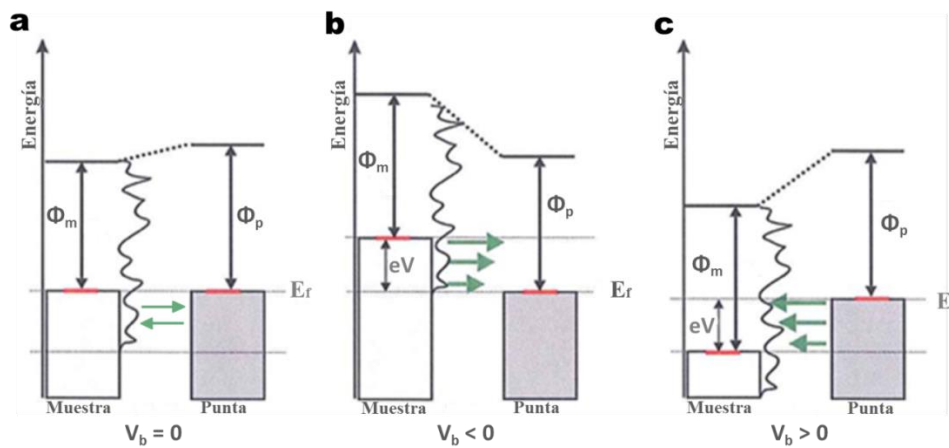 a
Energía
Φm
Φp
Ef
Muestra
Punta
Vb = 0
b
Energía
Φm
Φp
eV
Ef
Muestra
Punta
Vb < 0
c
Energía
Φm
Φp
eV
E
Muestra
Punta
Vb > 0